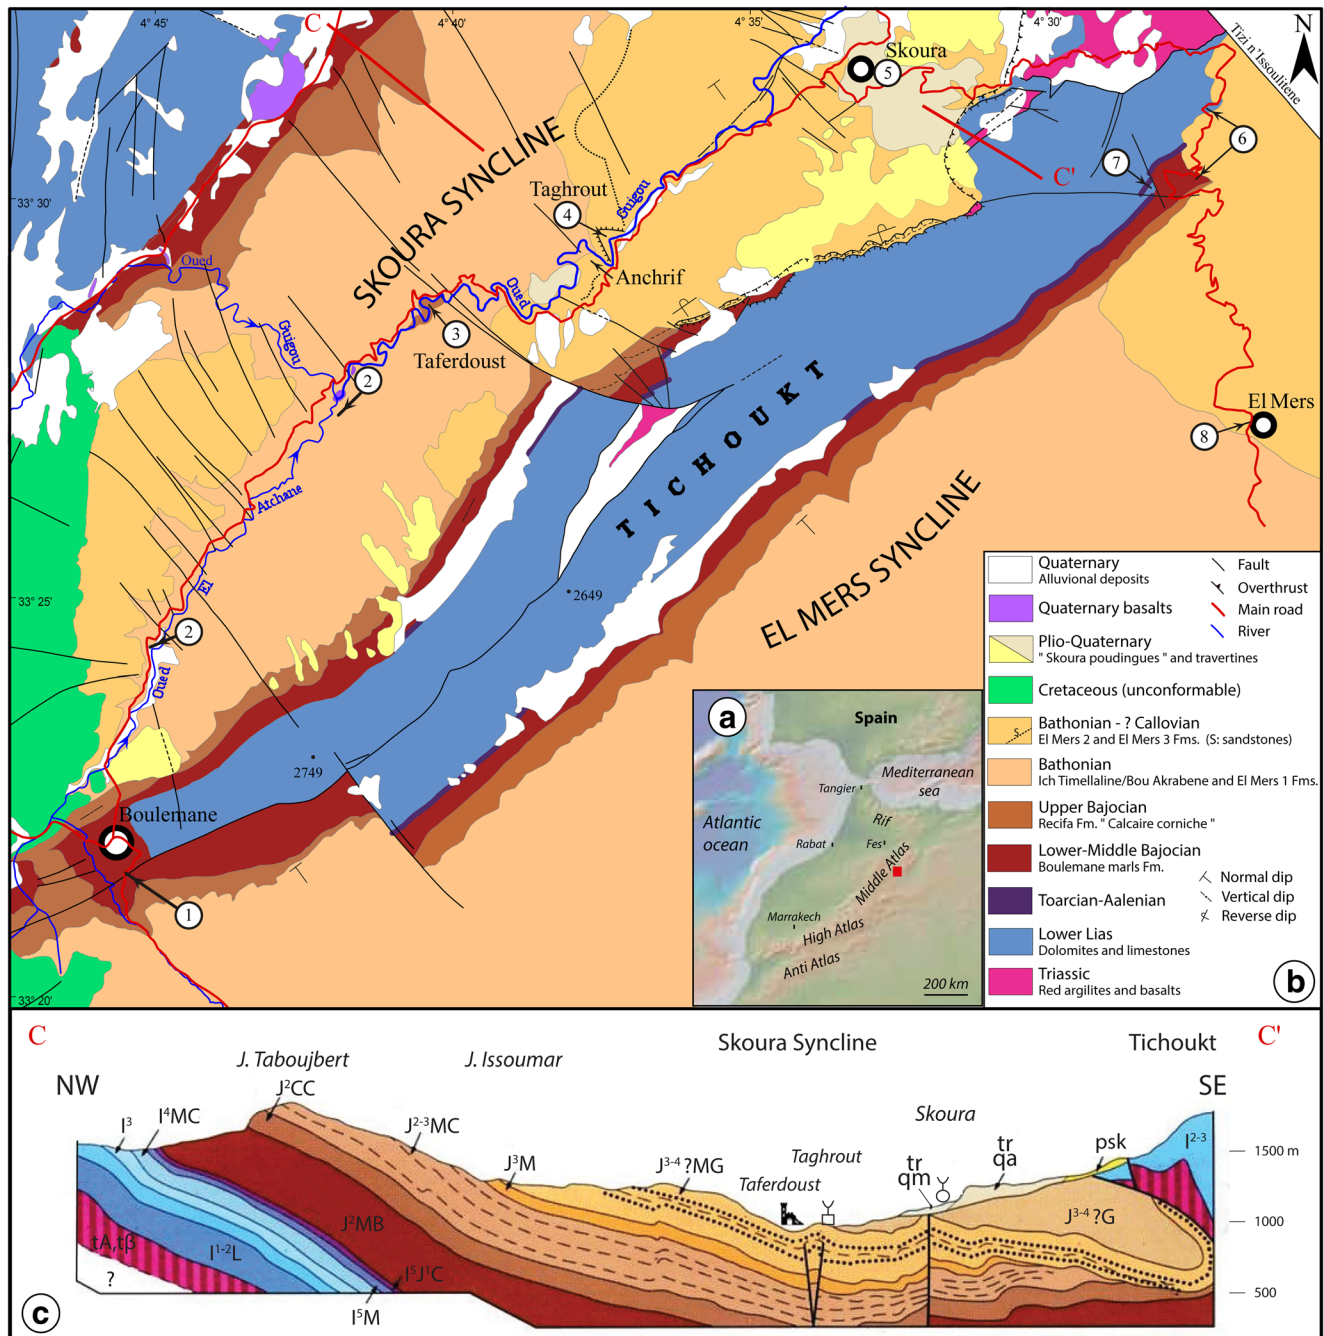 4° 45'
4° 40'
4° 35'
4° 30'
N
C
Tizi n'Issoulitene
Skoura
5
6
7
C'
33° 30'
SKOURA SYNCLINE
Taghrout
4
Guigou
Oued
Anchrif
Oued
Guigou
3
Taferdoust
2
TICHOUKT
El Mers
8
Atchane
EL MERS SYNCLINE
33° 25'
El
2649
2
Oued
2749
Boulemane
1
33° 20'
Quaternary
Alluvional deposits
Quaternary basalts
Plio-Quaternary
" Skoura poudingues " and travertines
Cretaceous (unconformable)
S
Bathonian - ? Callovian
El Mers 2 and El Mers 3 Fms. (S: sandstones)
Bathonian
Ich Timellaline/Bou Akrabene and El Mers 1 Fms.
Upper Bajocian
Recifa Fm. " Calcaire corniche "
Lower-Middle Bajocian
Boulemane marls Fm.
Toarcian-Aalenian
Lower Lias
Dolomites and limestones
Triassic
Red argilites and basalts
Fault
Overthrust
Main road
River
Normal dip
Vertical dip
Reverse dip
b
a
Spain
Mediterranean
sea
Tangier
Atlantic
ocean
Rif
Rabat
Fes
Middle Atlas
Marrakech
High Atlas
Anti Atlas
200 km
C
C'
NW
SE
J. Taboujbert
J. Issoumar
Skoura Syncline
Tichoukt
J²CC
l³
l⁴MC
J²⁻³MC
J³M
J³⁻⁴ ?MG
Taghrout
Taferdoust
Skoura
tr
qm
tr
qa
psk
l²⁻³
1500 m
1000
500
J²MB
J³⁻⁴ ?G
tA,tβ
l¹⁻²L
?
l⁵J¹C
l⁵M
c